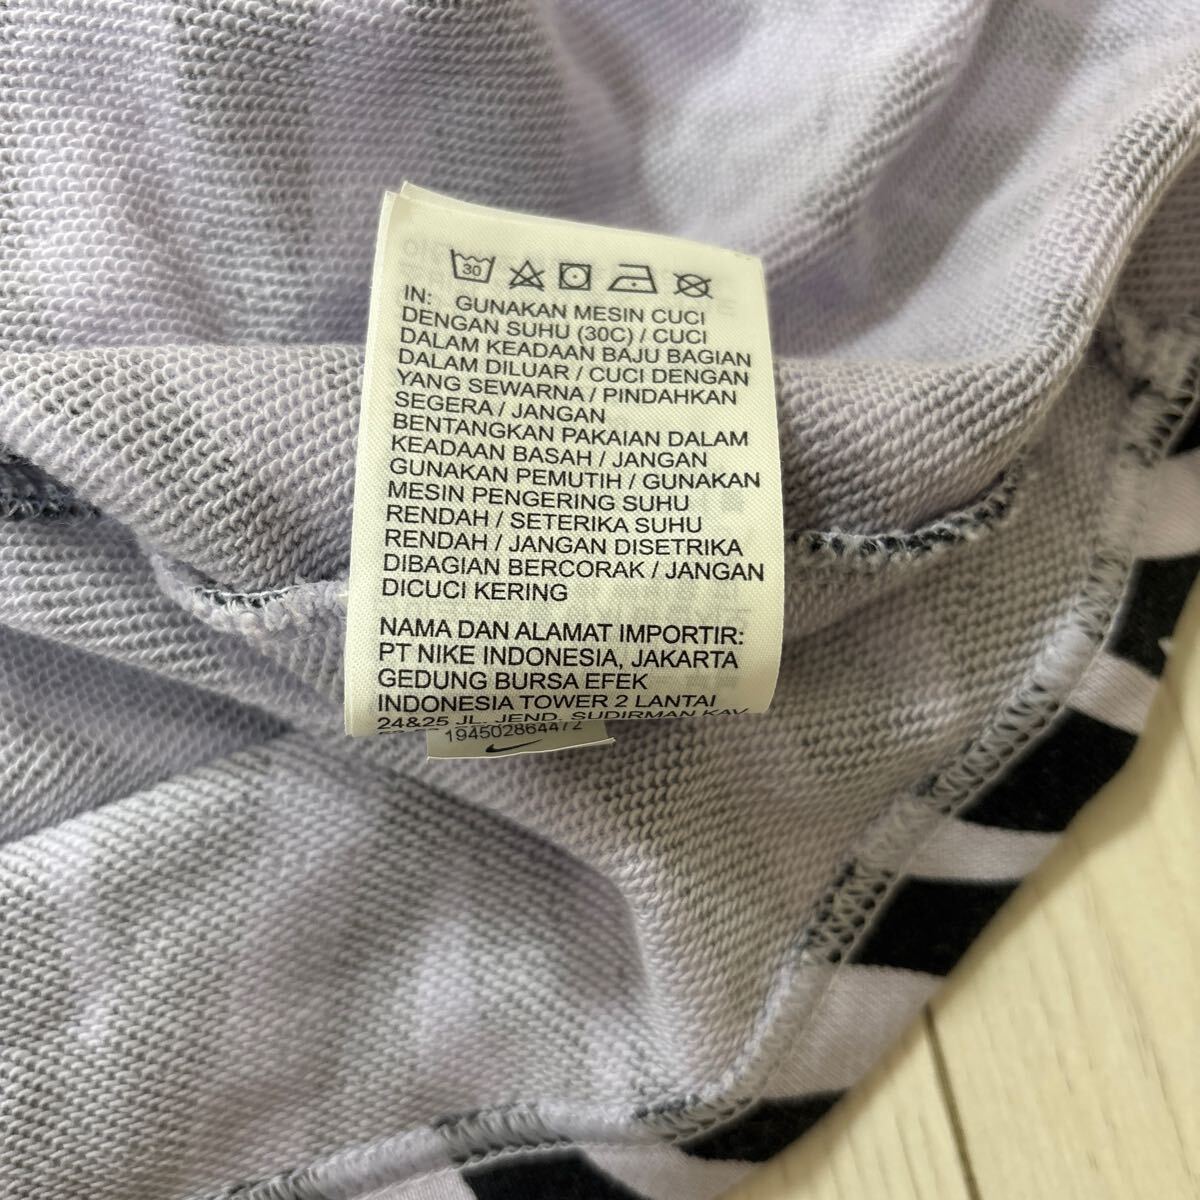 30
IN: GUNAKAN MESIN CUCI
DENGAN SUHU (30C) / CUCI
DALAM KEADAAN BAJU BAGIAN
DALAM DILUAR / CUCI DENGAN
YANG SEWARNA / PINDAHKAN
SEGERA / JANGAN
BENTANGKAN PAKAIAN DALAM
KEADAAN BASAH / JANGAN
GUNAKAN PEMUTIH / GUNAKAN
MESIN PENGERING SUHU
RENDAH / SETERIKA SUHU
RENDAH / JANGAN DISETRIKA
DIBAGIAN BERCORAK / JANGAN
DICUCI KERING
NAMA DAN ALAMAT IMPORTIR:
PT NIKE INDONESIA, JAKARTA
GEDUNG BURSA EFEK
INDONESIA TOWER 2 LANTAI
24&25 JL. JEND. SUDIRMAN KAV.
194502864472